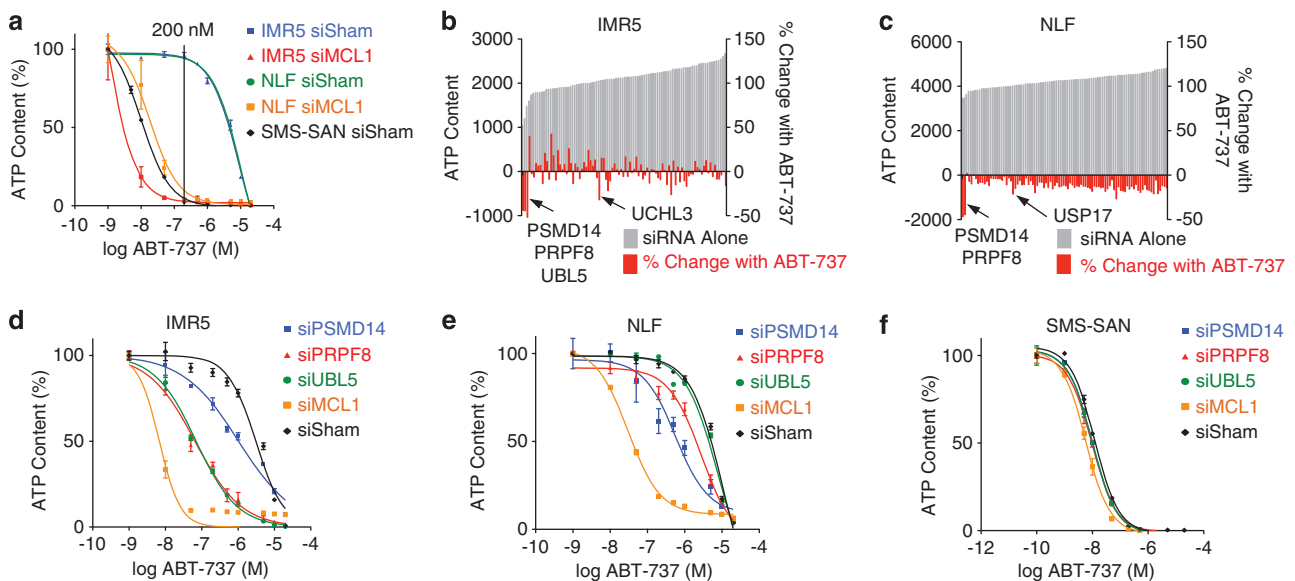 a
200 nM
IMR5 siSham
IMR5 siMCL1
NLF siSham
NLF siMCL1
SMS-SAN siSham
ATP Content (%)
100
50
0
-10 -9 -8 -7 -6 -5 -4
log ABT-737 (M)
b
IMR5
ATP Content
3000
2000
1000
0
-1000
150
100
50
0
-50
% Change with ABT-737
PSMD14
PRPF8
UBL5
UCHL3
siRNA Alone
% Change with ABT-737
c
NLF
ATP Content
6000
4000
2000
0
-2000
150
100
50
0
-50
% Change with
ABT-737
PSMD14
PRPF8
USP17
siRNA Alone
% Change with ABT-737
d
IMR5
siPSMD14
siPRPF8
siUBL5
siMCL1
siSham
ATP Content (%)
100
50
0
-10 -9 -8 -7 -6 -5 -4
log ABT-737 (M)
e
NLF
siPSMD14
siPRPF8
siUBL5
siMCL1
siSham
ATP Content (%)
100
50
0
-10 -9 -8 -7 -6 -5 -4
log ABT-737 (M)
f
SMS-SAN
siPSMD14
siPRPF8
siUBL5
siMCL1
siSham
ATP Content (%)
100
50
0
-12 -10 -8 -6 -4
log ABT-737 (M)